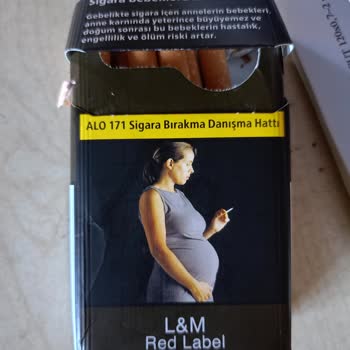 Sigara
Gebelikte sigara içen annelerin bebekleri,
anne karnında yeterince büyüyemez ve
doğum sonrası bu bebeklerin hastalık,
engellilik ve ölüm riski artar.
ALO 171 Sigara Bırakma Danışma Hattı
L&M
Red Label